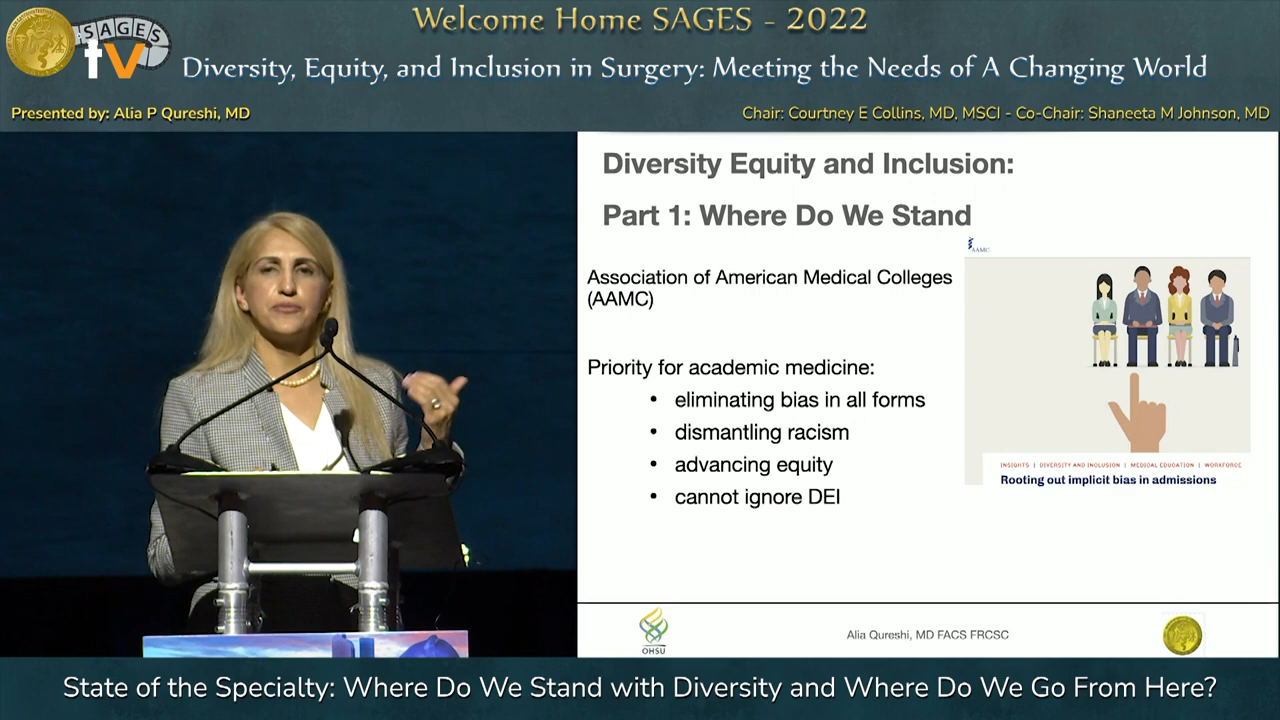 Welcome Home SAGES - 2022
SAGES
tv
Diversity, Equity, and Inclusion in Surgery: Meeting the Needs of A Changing World
Presented by: Alia P Qureshi, MD
Chair: Courtney E Collins, MD, MSCI - Co-Chair: Shaneeta M Johnson, MD
Diversity Equity and Inclusion:
Part 1: Where Do We Stand
AAMC
Association of American Medical Colleges
(AAMC)
Priority for academic medicine:
• eliminating bias in all forms
• dismantling racism
• advancing equity
• cannot ignore DEI
INSIGHTS | DIVERSITY AND INCLUSION | MEDICAL EDUCATION | WORKFORCE
Rooting out implicit bias in admissions
OHSU
Alia Qureshi, MD FACS FRCSC
State of the Specialty: Where Do We Stand with Diversity and Where Do We Go From Here?